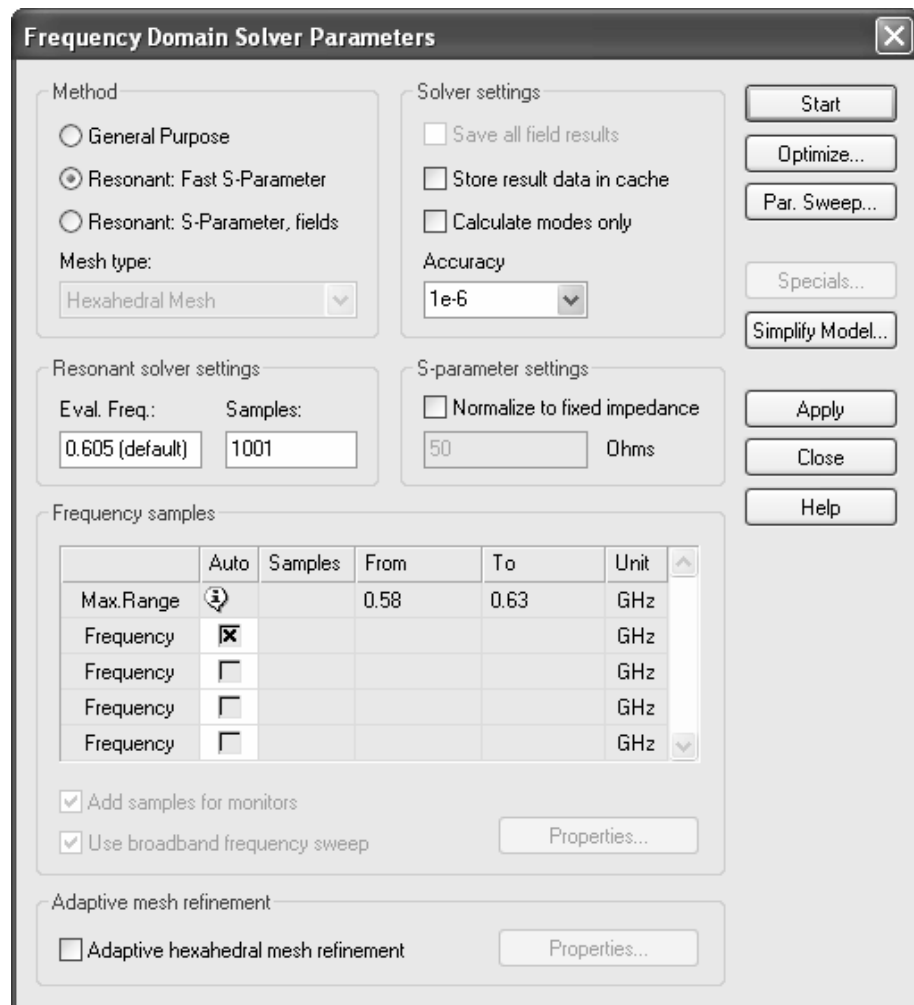 Frequency Domain Solver Parameters
Method
General Purpose
Resonant: Fast S-Parameter
Resonant: S-Parameter, fields
Mesh type:
Hexahedral Mesh
Solver settings
Save all field results
Store result data in cache
Calculate modes only
Accuracy
1e-6
Start
Optimize...
Par. Sweep...
Specials...
Simplify Model...
Apply
Close
Help
Resonant solver settings
Eval. Freq.: Samples:
0.605 (default) 1001
S-parameter settings
Normalize to fixed impedance
50 Ohms
Frequency samples
Auto Samples From To Unit
Max.Range 0.58 0.63 GHz
Frequency GHz
Frequency GHz
Frequency GHz
Frequency GHz
Add samples for monitors
Use broadband frequency sweep
Properties...
Adaptive mesh refinement
Adaptive hexahedral mesh refinement
Properties...